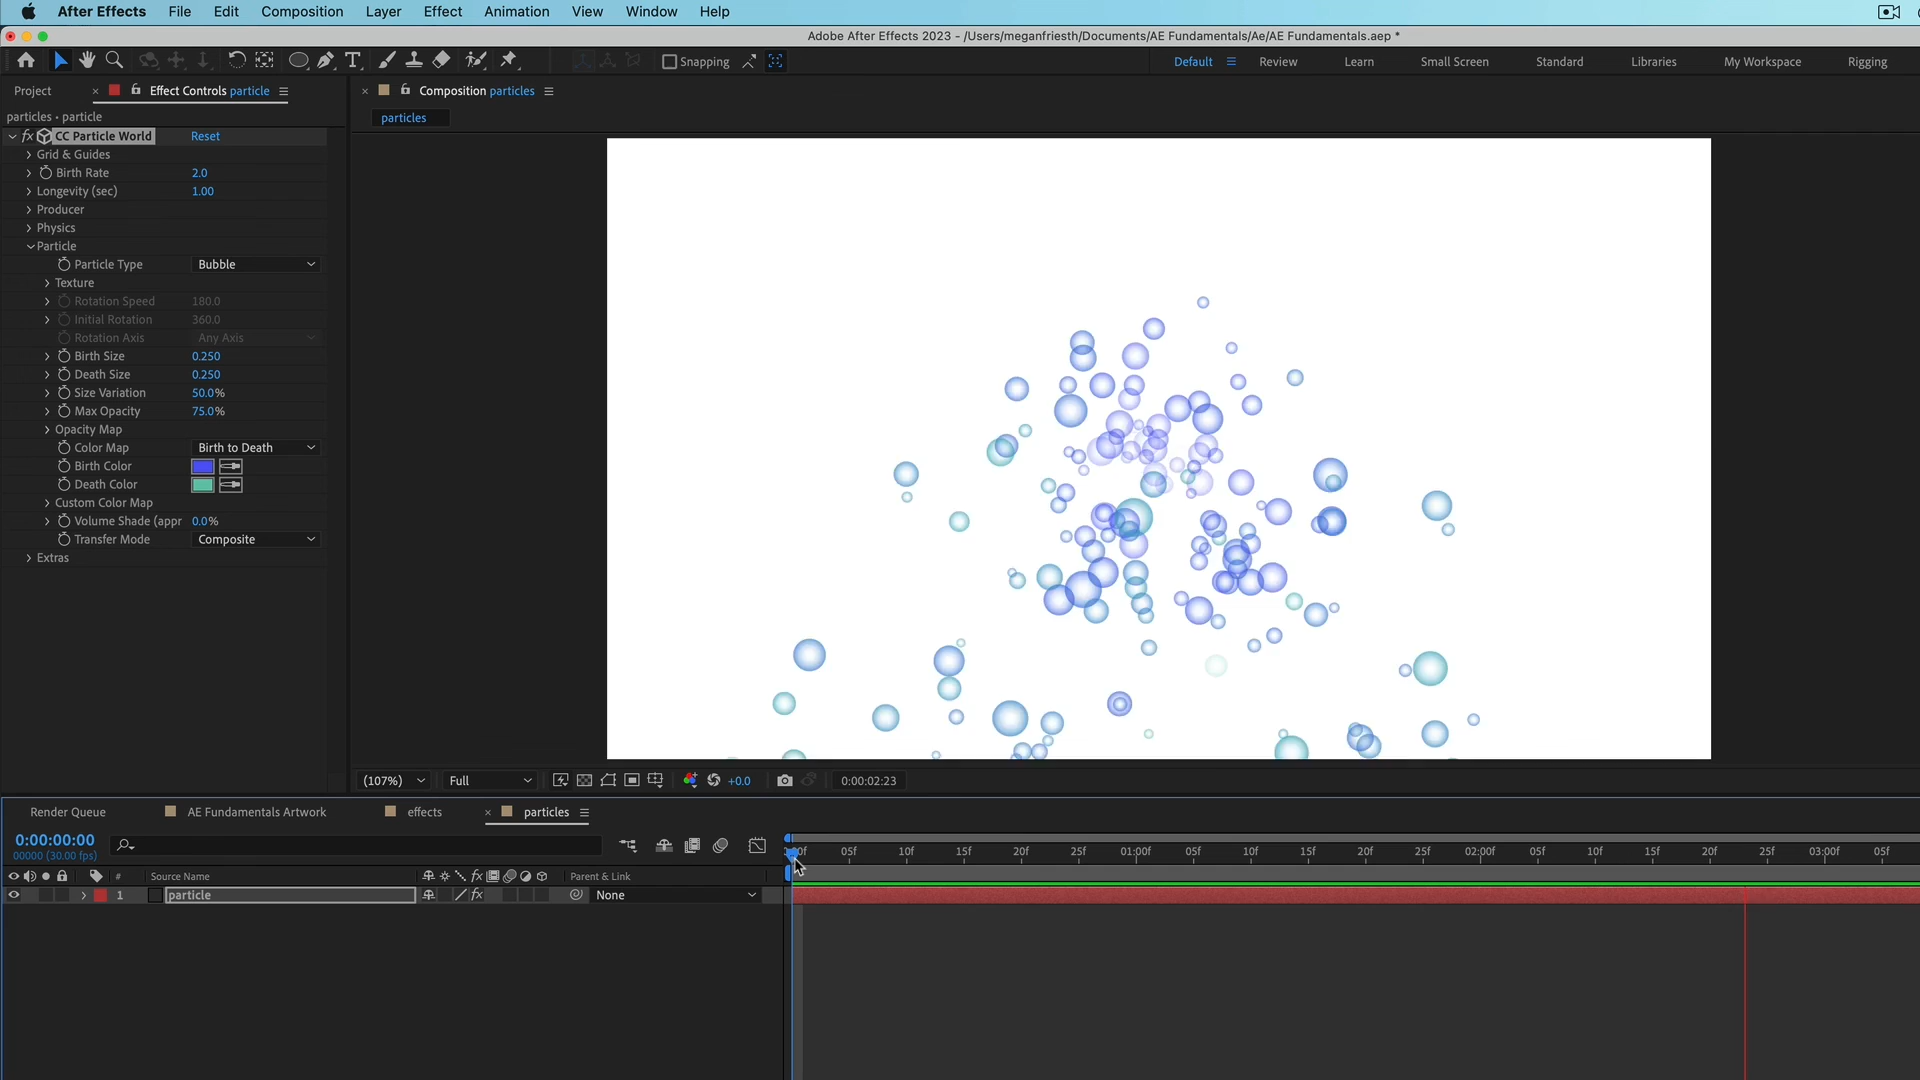 After Effects File Edit Composition Layer Effect Animation View Window Help
Adobe After Effects 2023 - /Users/meganfriesth/Documents/AE Fundamentals/Ae/AE Fundamentals.aep *
Snapping Default Review Learn Small Screen Standard Libraries My Workspace Rigging
Project × Effect Controls particle × Composition particles
particles • particle
particles
fx CC Particle World Reset
Grid & Guides
Birth Rate 2.0
Longevity (sec) 1.00
Producer
Physics
Particle
Particle Type Bubble
Texture
Rotation Speed 180.0
Initial Rotation 360.0
Rotation Axis Any Axis
Birth Size 0.250
Death Size 0.250
Size Variation 50.0%
Max Opacity 75.0%
Opacity Map
Color Map Birth to Death
Birth Color
Death Color
Custom Color Map
Volume Shade (appr 0.0%
Transfer Mode Composite
Extras
(107%) Full +0.0 0:00:02:23
Render Queue AE Fundamentals Artwork effects × particles
0:00:00:00
00000 (30.00 fps)
05f 10f 15f 20f 25f 01:00f 05f 10f 15f 20f 25f 02:00f 05f 10f 15f 20f 25f 03:00f 05f
# Source Name fx Parent & Link
1 particle fx None